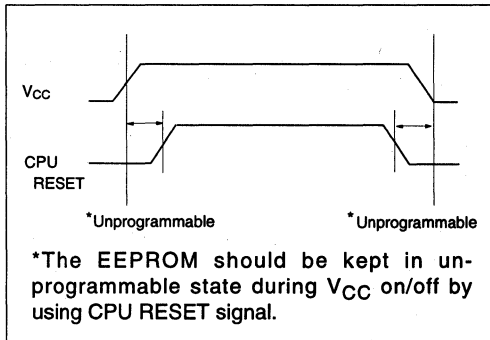 VCC
CPU
RESET
*Unprogrammable
*Unprogrammable
*The EEPROM should be kept in un-
programmable state during VCC on/off by
using CPU RESET signal.